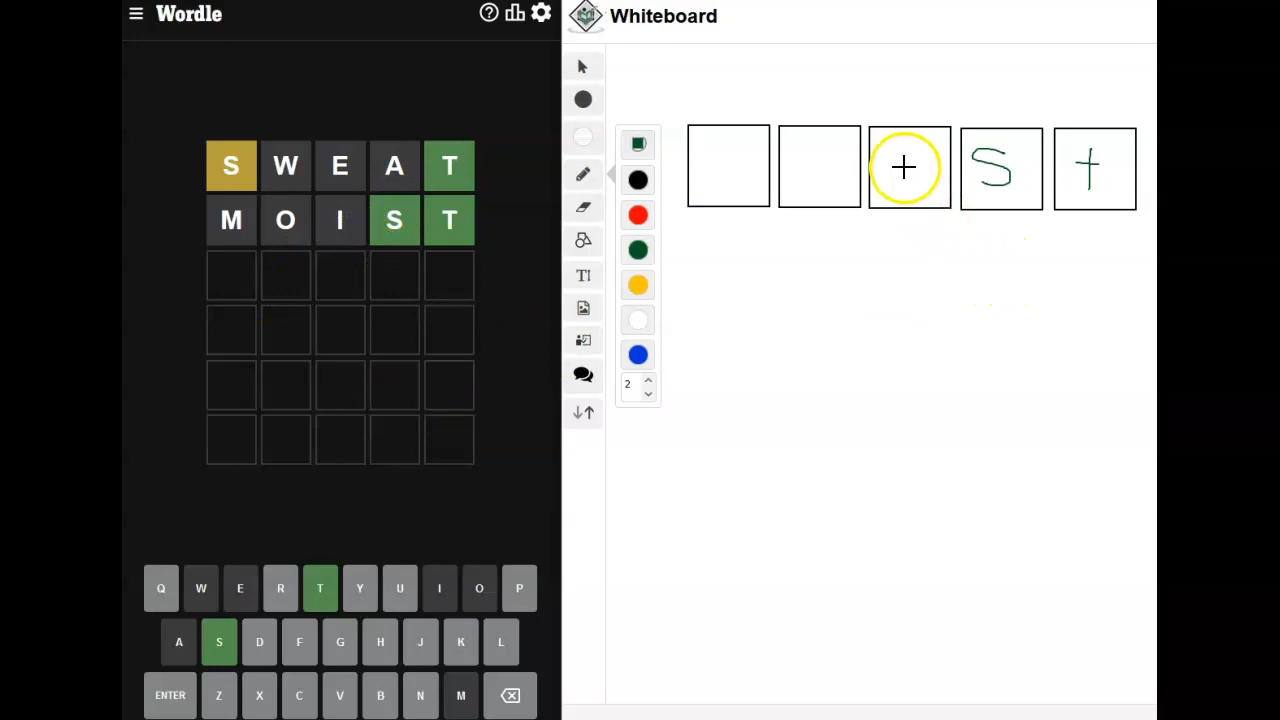 Wordle
Whiteboard
S W E A T
M O I S T
S t
T
2
Q W E R T Y U I O P
A S D F G H J K L
ENTER Z X C V B N M